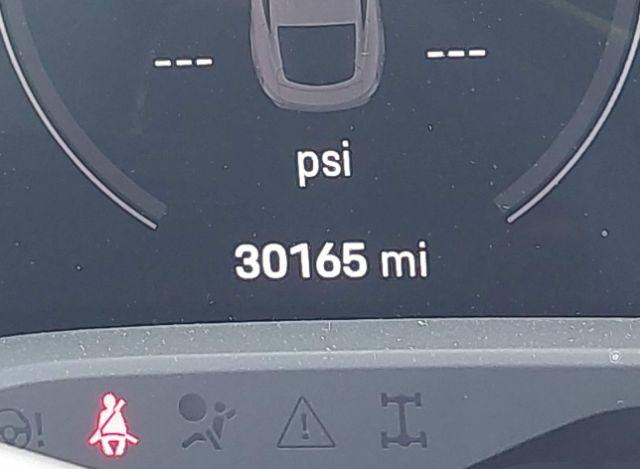 --- ---
psi
30165 mi